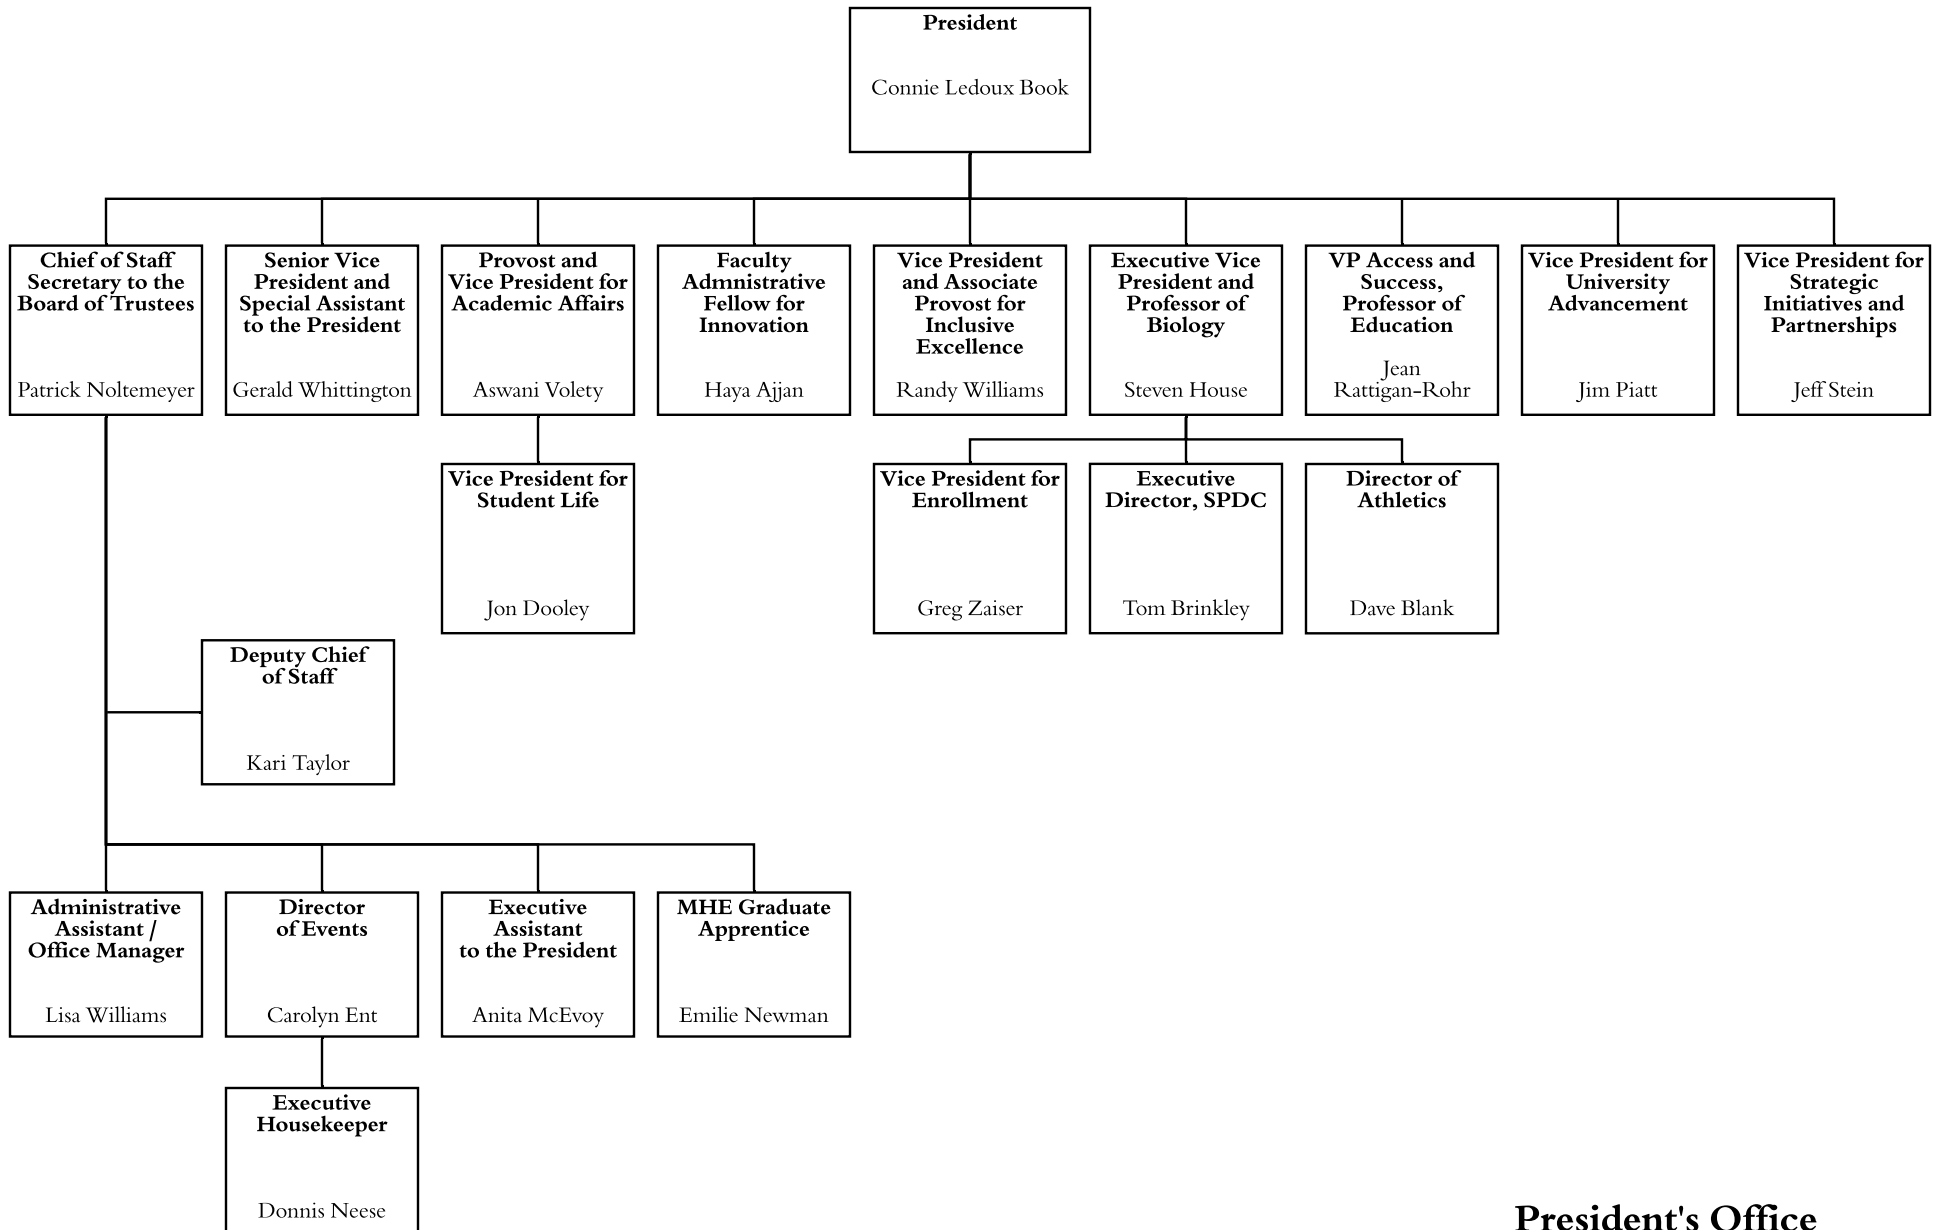 President
Connie Ledoux Book
Chief of Staff
Secretary to the
Board of Trustees
Patrick Noltemeyer
Senior Vice
President and
Special Assistant
to the President
Gerald Whittington
Provost and
Vice President for
Academic Affairs
Aswani Volety
Faculty
Admnistrative
Fellow for
Innovation
Haya Ajjan
Vice President
and Associate
Provost for
Inclusive
Excellence
Randy Williams
Executive Vice
President and
Professor of
Biology
Steven House
VP Access and
Success,
Professor of
Education
Jean
Rattigan-Rohr
Vice President for
University
Advancement
Jim Piatt
Vice President for
Strategic
Initiatives and
Partnerships
Jeff Stein
Vice President for
Student Life
Jon Dooley
Vice President for
Enrollment
Greg Zaiser
Executive
Director, SPDC
Tom Brinkley
Director of
Athletics
Dave Blank
Deputy Chief
of Staff
Kari Taylor
Administrative
Assistant /
Office Manager
Lisa Williams
Director
of Events
Carolyn Ent
Executive
Assistant
to the President
Anita McEvoy
MHE Graduate
Apprentice
Emilie Newman
Executive
Housekeeper
Donnis Neese
President's Office